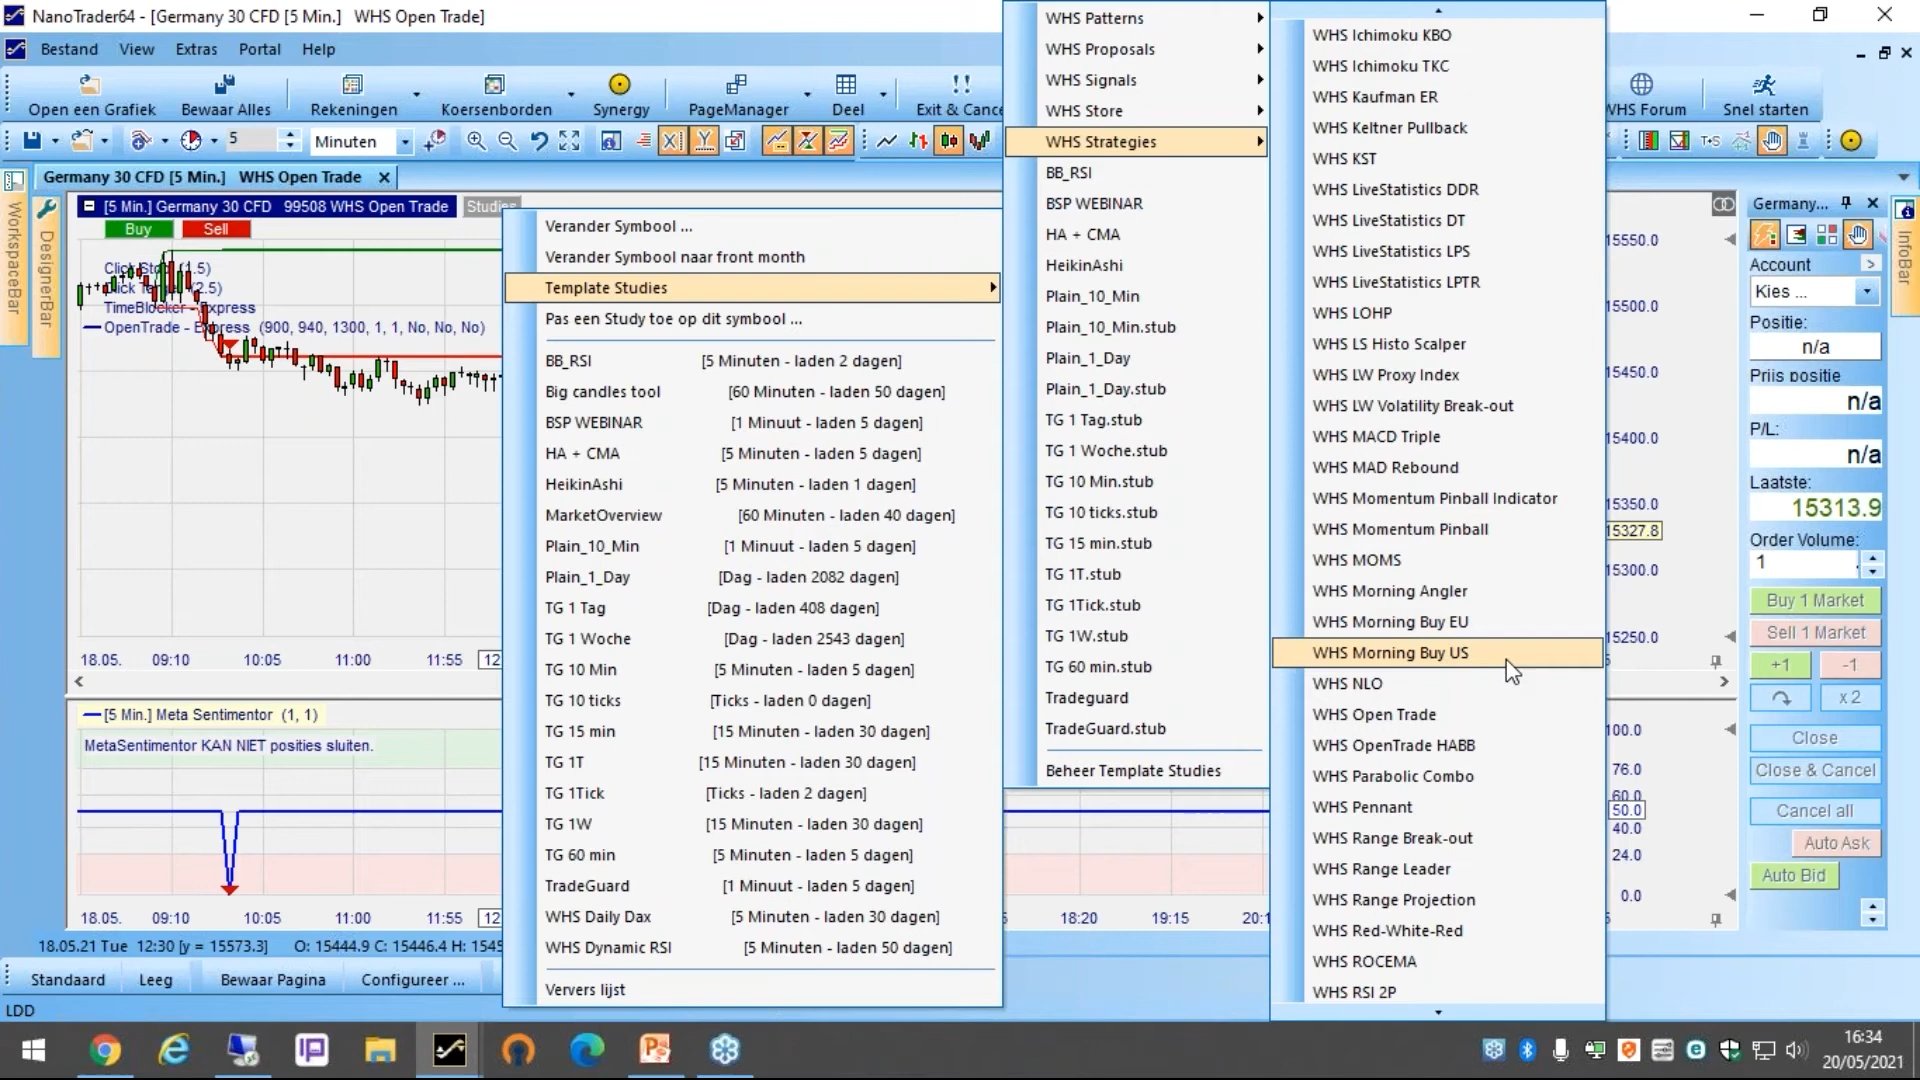 NanoTrader64 - [Germany 30 CFD [5 Min.]   WHS Open Trade]
Bestand View Extras Portal Help
Open een Grafiek Bewaar Alles Rekeningen Koersenborden Synergy PageManager Deel Exit & Cance
WHS Forum Snel starten
5 Minuten
T+S
Germany 30 CFD [5 Min.]   WHS Open Trade
WorkspaceBar
DesignerBar
InfoBar
[5 Min.] Germany 30 CFD 99508 WHS Open Trade
Studies
Buy Sell
Click Stop (1.5)
Click Target (2.5)
TimeBlocker - Express
OpenTrade - Express (900, 940, 1300, 1, 1, No, No, No)
18.05. 09:10 10:05 11:00 11:55 12
[5 Min.] Meta Sentimentor (1, 1)
MetaSentimentor KAN NIET posities sluiten.
18.05. 09:10 10:05 11:00 11:55 12
18:20 19:15 20:1
18.05.21 Tue 12:30 [y = 15573.3] O: 15444.9 C: 15446.4 H: 1545
Standaard Leeg Bewaar Pagina Configureer ...
LDD
Verander Symbool ...
Verander Symbool naar front month
Template Studies
Pas een Study toe op dit symbool ...
BB_RSI [5 Minuten - laden 2 dagen]
Big candles tool [60 Minuten - laden 50 dagen]
BSP WEBINAR [1 Minuut - laden 5 dagen]
HA + CMA [5 Minuten - laden 5 dagen]
HeikinAshi [5 Minuten - laden 1 dagen]
MarketOverview [60 Minuten - laden 40 dagen]
Plain_10_Min [1 Minuut - laden 5 dagen]
Plain_1_Day [Dag - laden 2082 dagen]
TG 1 Tag [Dag - laden 408 dagen]
TG 1 Woche [Dag - laden 2543 dagen]
TG 10 Min [5 Minuten - laden 5 dagen]
TG 10 ticks [Ticks - laden 0 dagen]
TG 15 min [15 Minuten - laden 30 dagen]
TG 1T [15 Minuten - laden 30 dagen]
TG 1Tick [Ticks - laden 2 dagen]
TG 1W [15 Minuten - laden 30 dagen]
TG 60 min [5 Minuten - laden 5 dagen]
TradeGuard [1 Minuut - laden 5 dagen]
WHS Daily Dax [5 Minuten - laden 30 dagen]
WHS Dynamic RSI [5 Minuten - laden 50 dagen]
Ververs lijst
WHS Patterns
WHS Proposals
WHS Signals
WHS Store
WHS Strategies
BB_RSI
BSP WEBINAR
HA + CMA
HeikinAshi
Plain_10_Min
Plain_10_Min.stub
Plain_1_Day
Plain_1_Day.stub
TG 1 Tag.stub
TG 1 Woche.stub
TG 10 Min.stub
TG 10 ticks.stub
TG 15 min.stub
TG 1T.stub
TG 1Tick.stub
TG 1W.stub
TG 60 min.stub
Tradeguard
TradeGuard.stub
Beheer Template Studies
WHS Ichimoku KBO
WHS Ichimoku TKC
WHS Kaufman ER
WHS Keltner Pullback
WHS KST
WHS LiveStatistics DDR
WHS LiveStatistics DT
WHS LiveStatistics LPS
WHS LiveStatistics LPTR
WHS LOHP
WHS LS Histo Scalper
WHS LW Proxy Index
WHS LW Volatility Break-out
WHS MACD Triple
WHS MAD Rebound
WHS Momentum Pinball Indicator
WHS Momentum Pinball
WHS MOMS
WHS Morning Angler
WHS Morning Buy EU
WHS Morning Buy US
WHS NLO
WHS Open Trade
WHS OpenTrade HABB
WHS Parabolic Combo
WHS Pennant
WHS Range Break-out
WHS Range Leader
WHS Range Projection
WHS Red-White-Red
WHS ROCEMA
WHS RSI 2P
15550.0
15500.0
15450.0
15400.0
15350.0
15327.8
15300.0
15250.0
100.0
76.0
60.0
50.0
40.0
24.0
0.0
Germany...
Account
Kies ...
Positie:
n/a
Prijs positie
n/a
P/L:
n/a
Laatste:
15313.9
Order Volume:
1
Buy 1 Market
Sell 1 Market
+1 -1
x 2
Close
Close & Cancel
Cancel all
Auto Ask
Auto Bid
16:34
20/05/2021